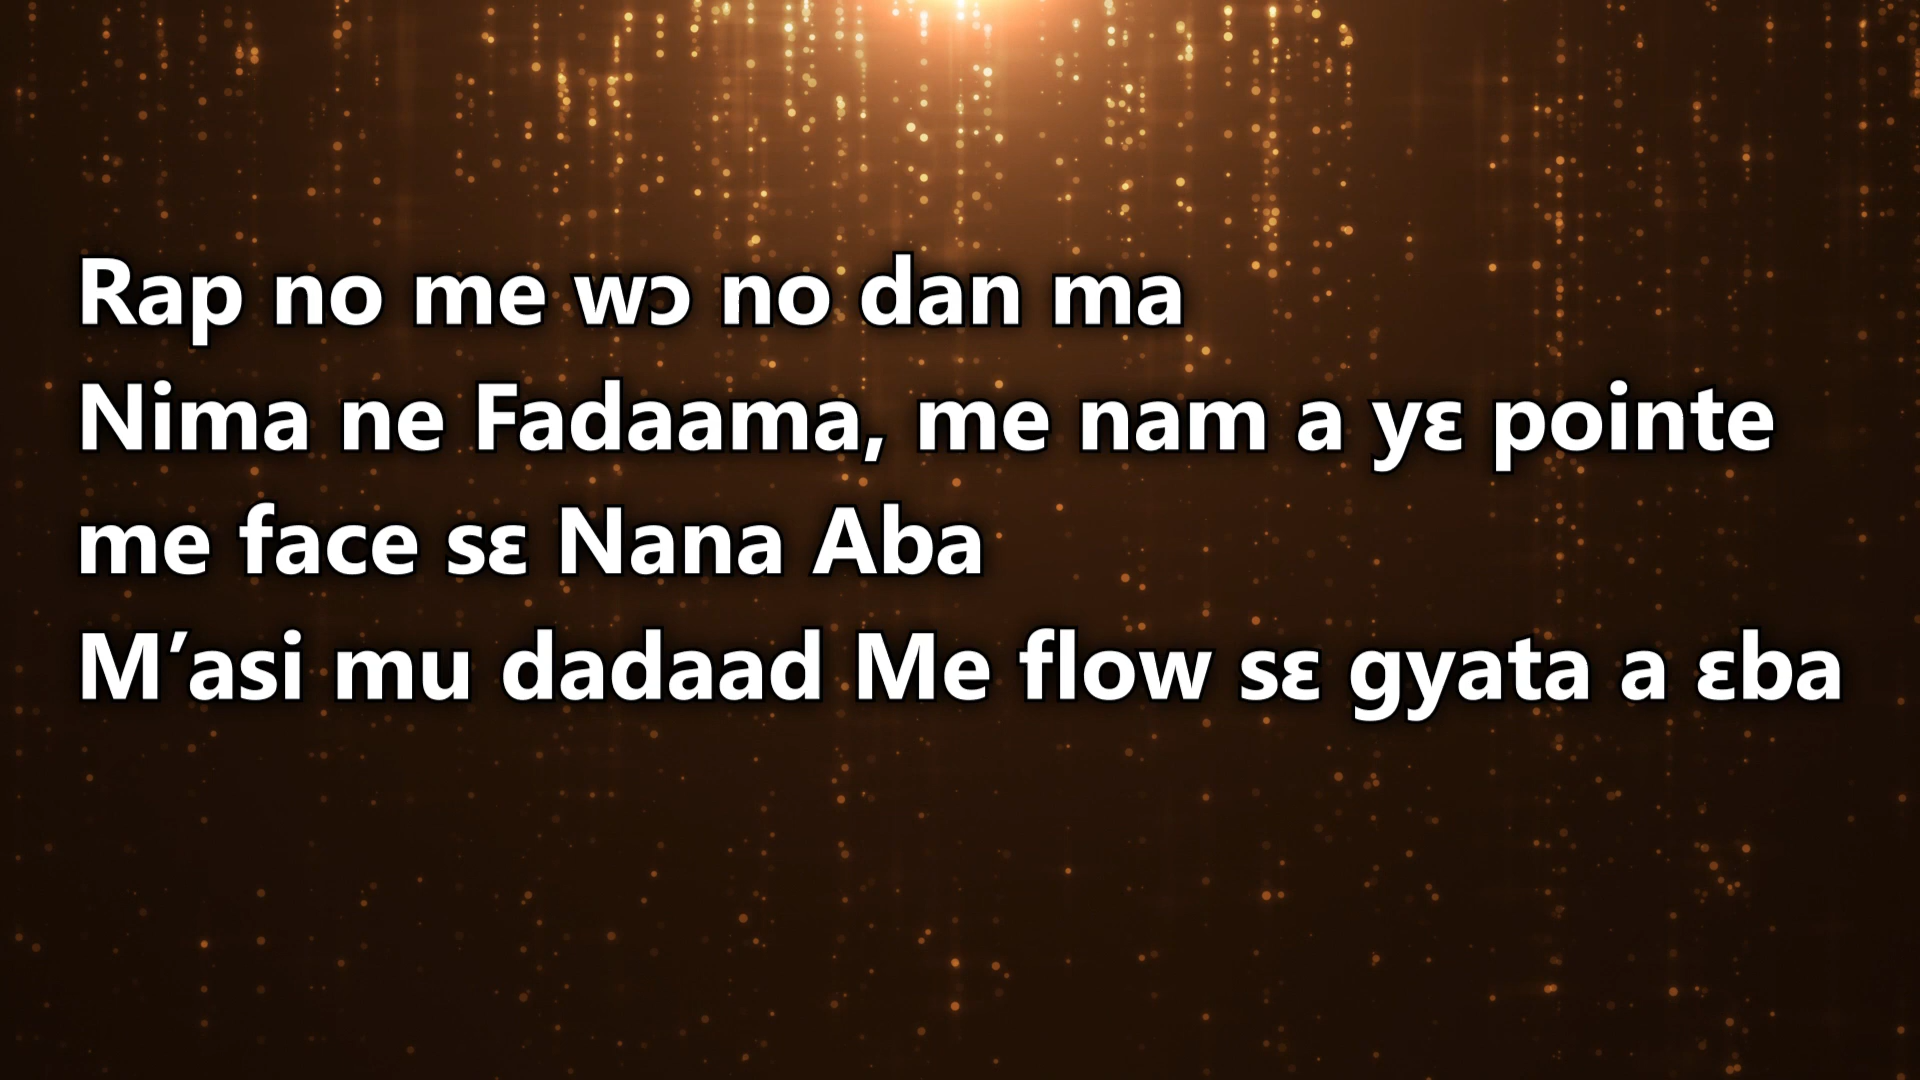 Rap no me wɔ no dan ma
Nima ne Fadaama, me nam a yɛ pointe
me face sɛ Nana Aba
M’asi mu dadaad Me flow sɛ gyata a ɛba